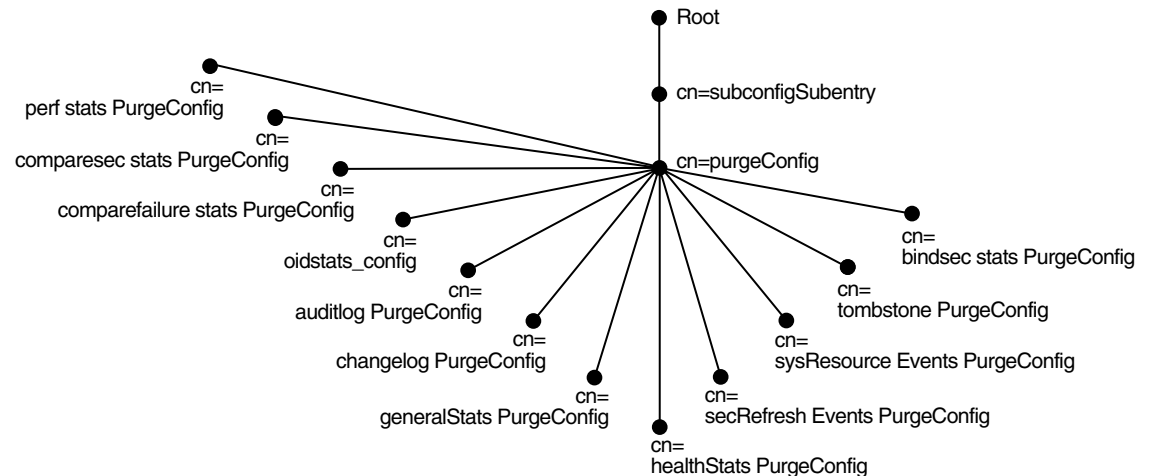 Root
cn=subconfigSubentry
cn=purgeConfig
cn=
perf stats PurgeConfig
cn=
comparesec stats PurgeConfig
cn=
comparefailure stats PurgeConfig
cn=
oidstats_config
cn=
auditlog PurgeConfig
cn=
changelog PurgeConfig
cn=
generalStats PurgeConfig
cn=
healthStats PurgeConfig
cn=
secRefresh Events PurgeConfig
cn=
sysResource Events PurgeConfig
cn=
tombstone PurgeConfig
cn=
bindsec stats PurgeConfig